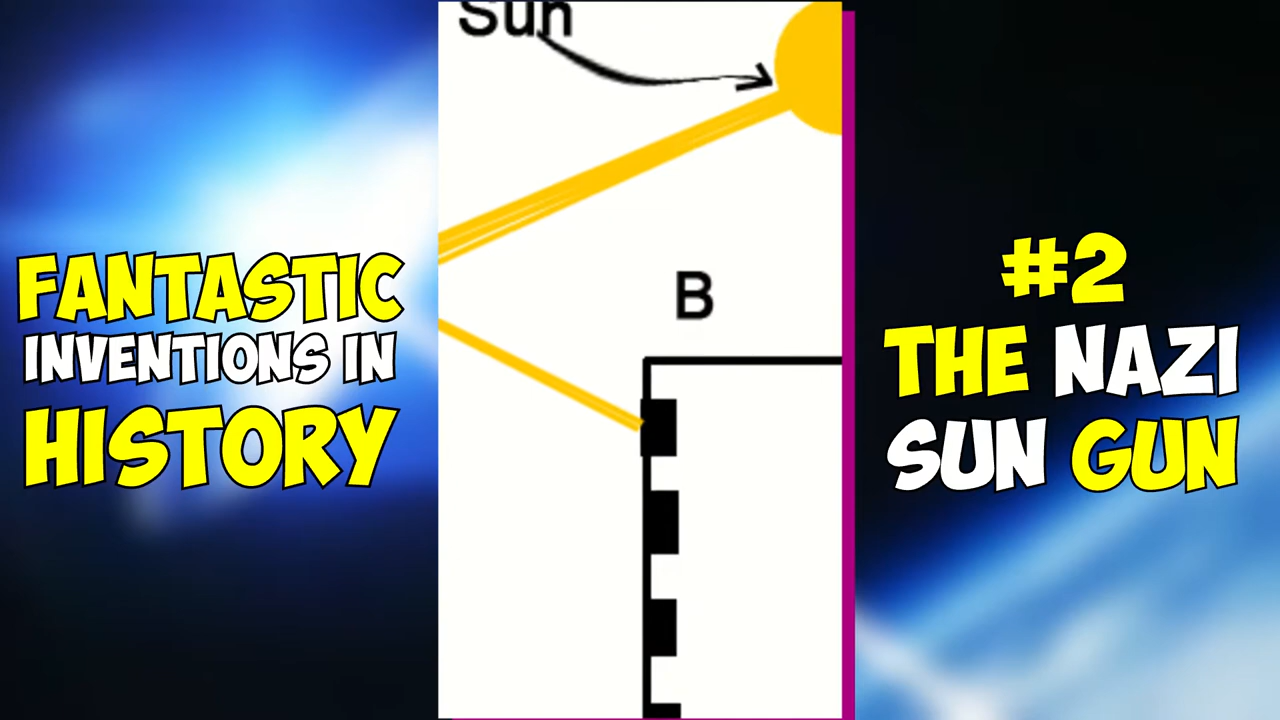 FANTASTIC
INVENTIONS IN
HISTORY
Sun
B
#2
THE NAZI
SUN GUN